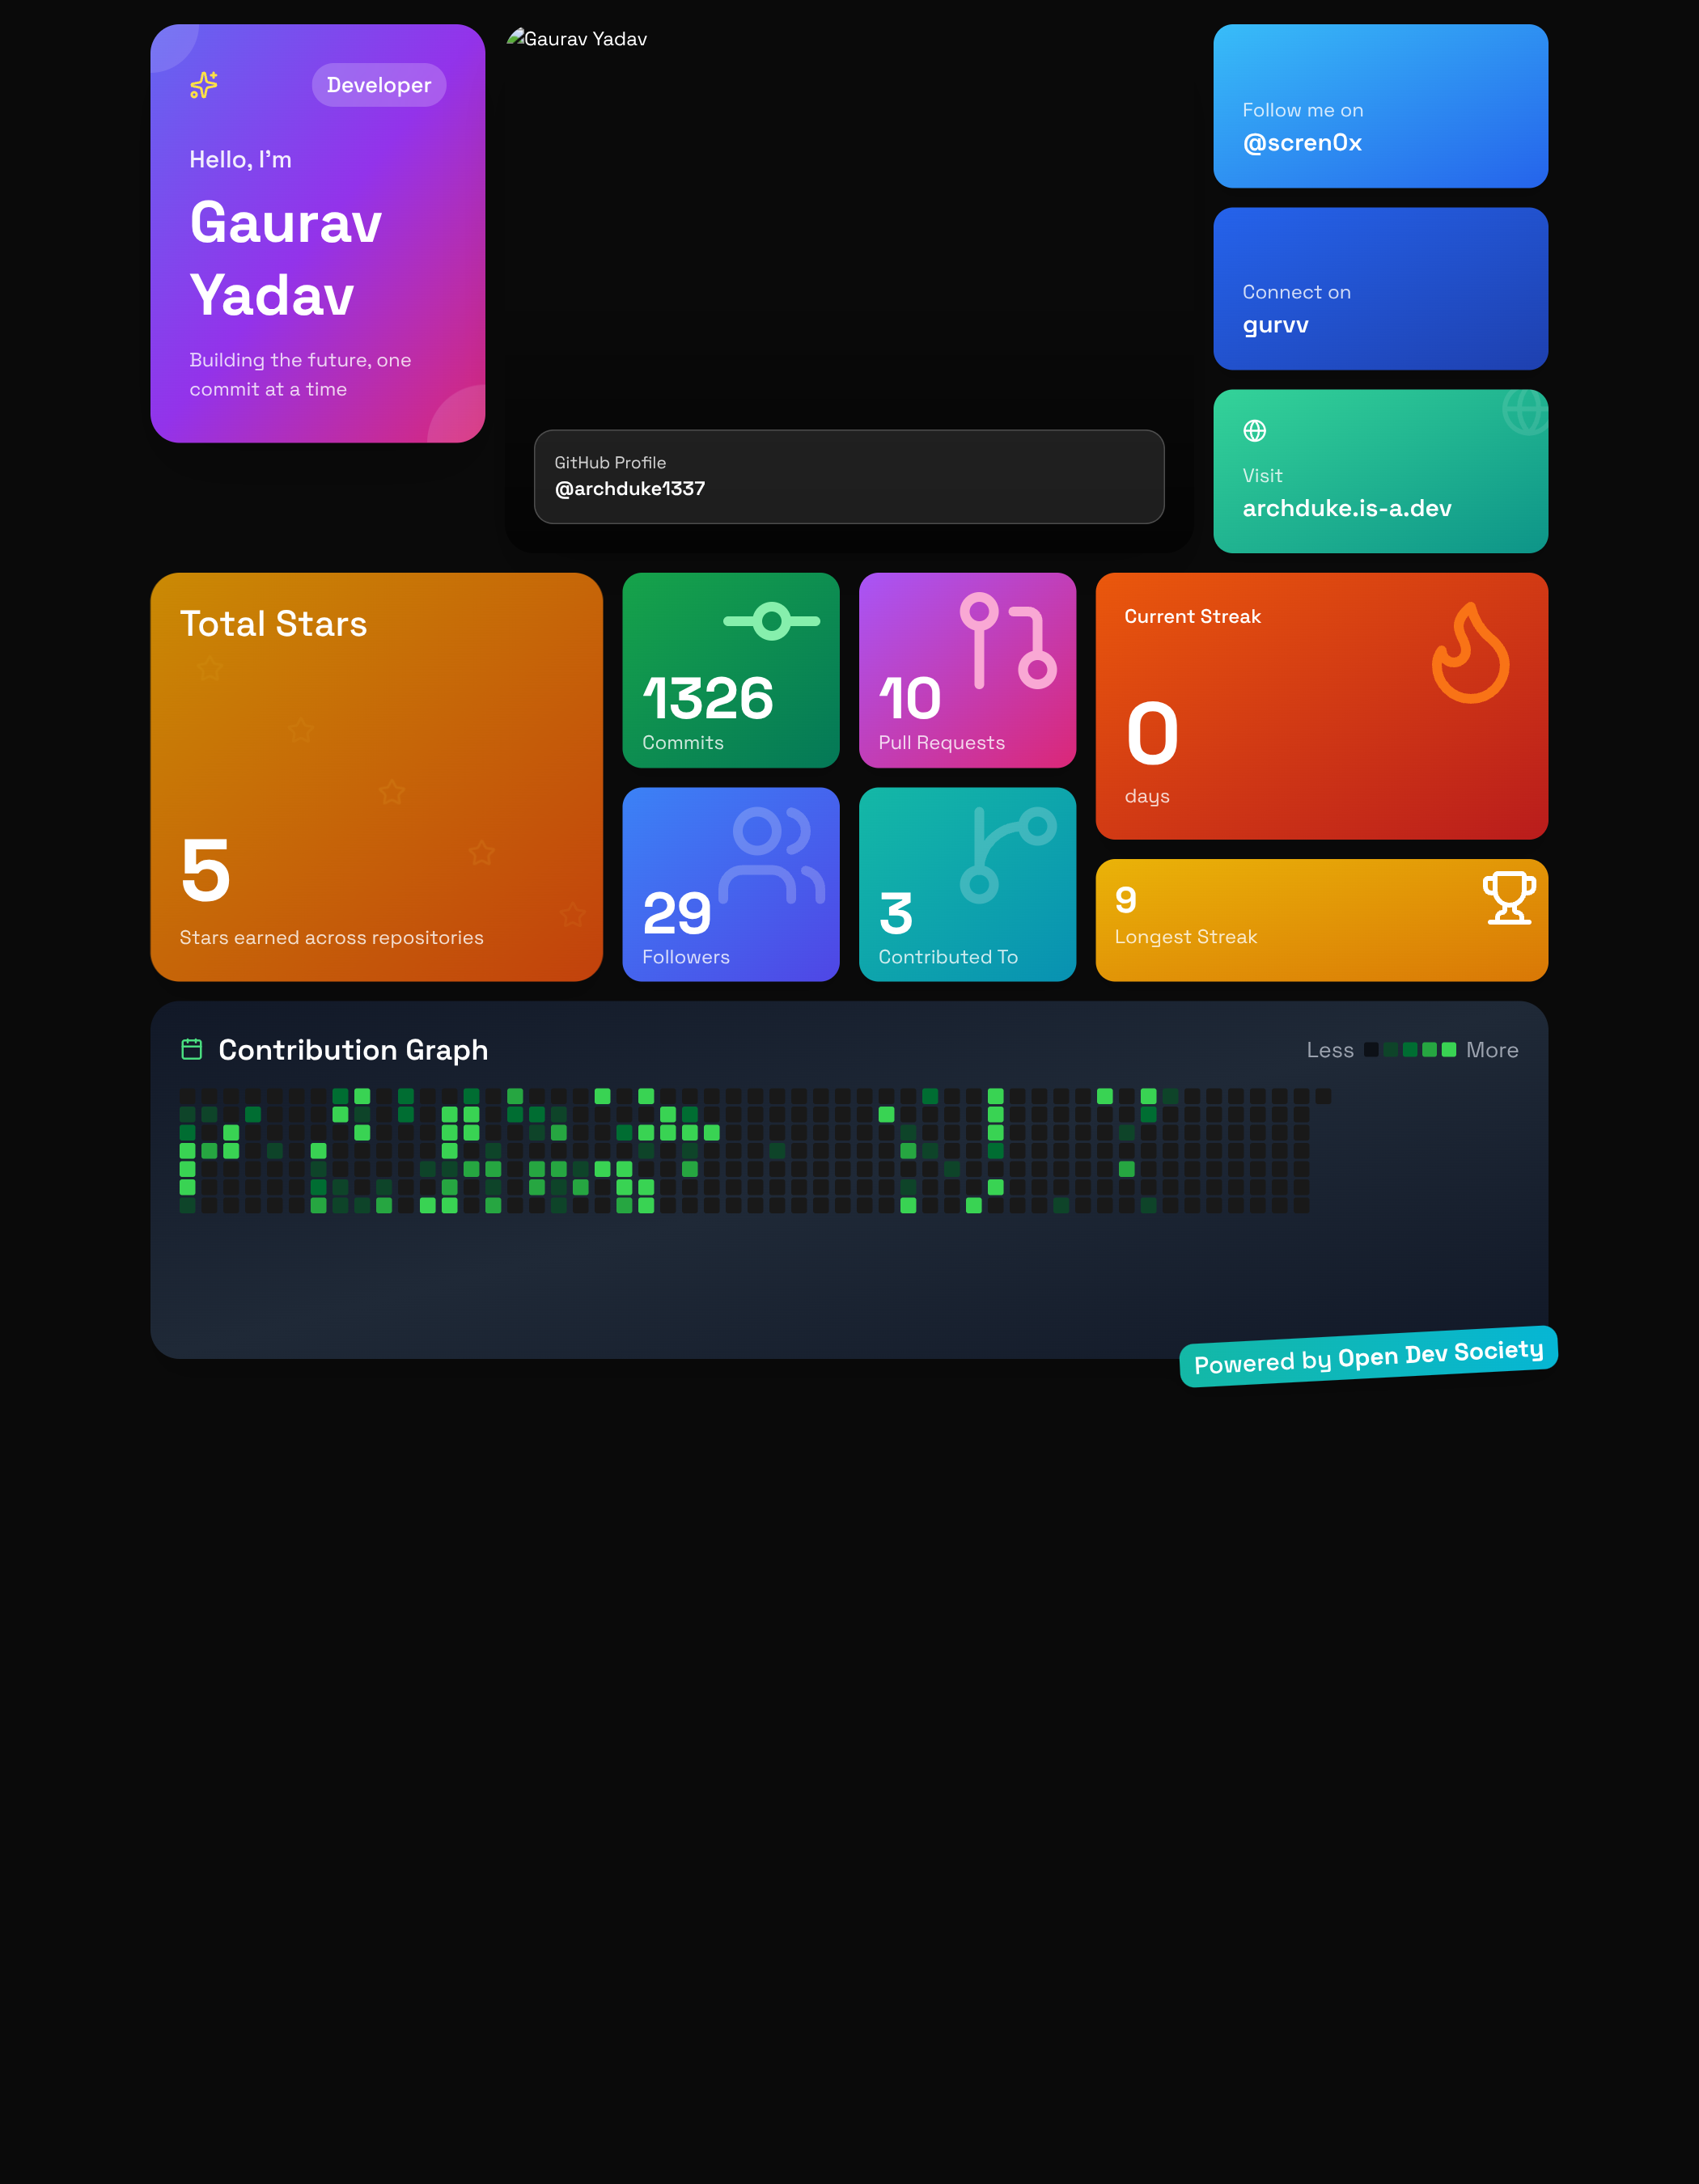 Developer
Hello, I'm
Gaurav
Yadav
Building the future, one
commit at a time
Gaurav Yadav
GitHub Profile
@archduke1337
Follow me on
@scren0x
Connect on
gurvv
Visit
archduke.is-a.dev
Total Stars
5
Stars earned across repositories
1326
Commits
10
Pull Requests
29
Followers
3
Contributed To
Current Streak
0
days
9
Longest Streak
Contribution Graph
Less
More
Powered by Open Dev Society